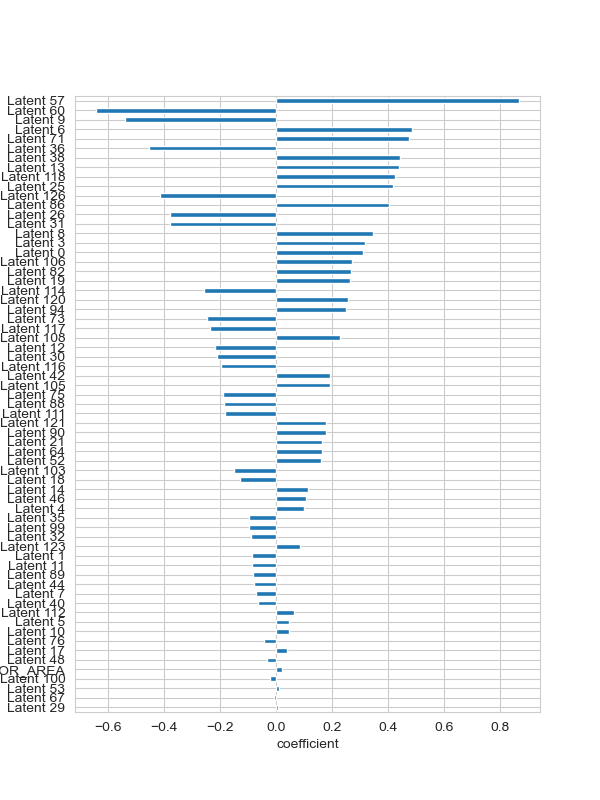 Latent 57
Latent 60
Latent 9
Latent 6
Latent 71
Latent 36
Latent 38
Latent 13
Latent 118
Latent 25
Latent 126
Latent 86
Latent 26
Latent 31
Latent 8
Latent 3
Latent 0
Latent 106
Latent 82
Latent 19
Latent 114
Latent 120
Latent 94
Latent 73
Latent 117
Latent 108
Latent 12
Latent 30
Latent 116
Latent 42
Latent 105
Latent 75
Latent 88
Latent 111
Latent 121
Latent 90
Latent 21
Latent 64
Latent 52
Latent 103
Latent 18
Latent 14
Latent 46
Latent 4
Latent 35
Latent 99
Latent 32
Latent 123
Latent 1
Latent 11
Latent 89
Latent 44
Latent 7
Latent 40
Latent 112
Latent 5
Latent 10
Latent 76
Latent 17
Latent 48
OR_AREA
Latent 100
Latent 53
Latent 67
Latent 29
−0.6 −0.4 −0.2 0.0 0.2 0.4 0.6 0.8
coefficient